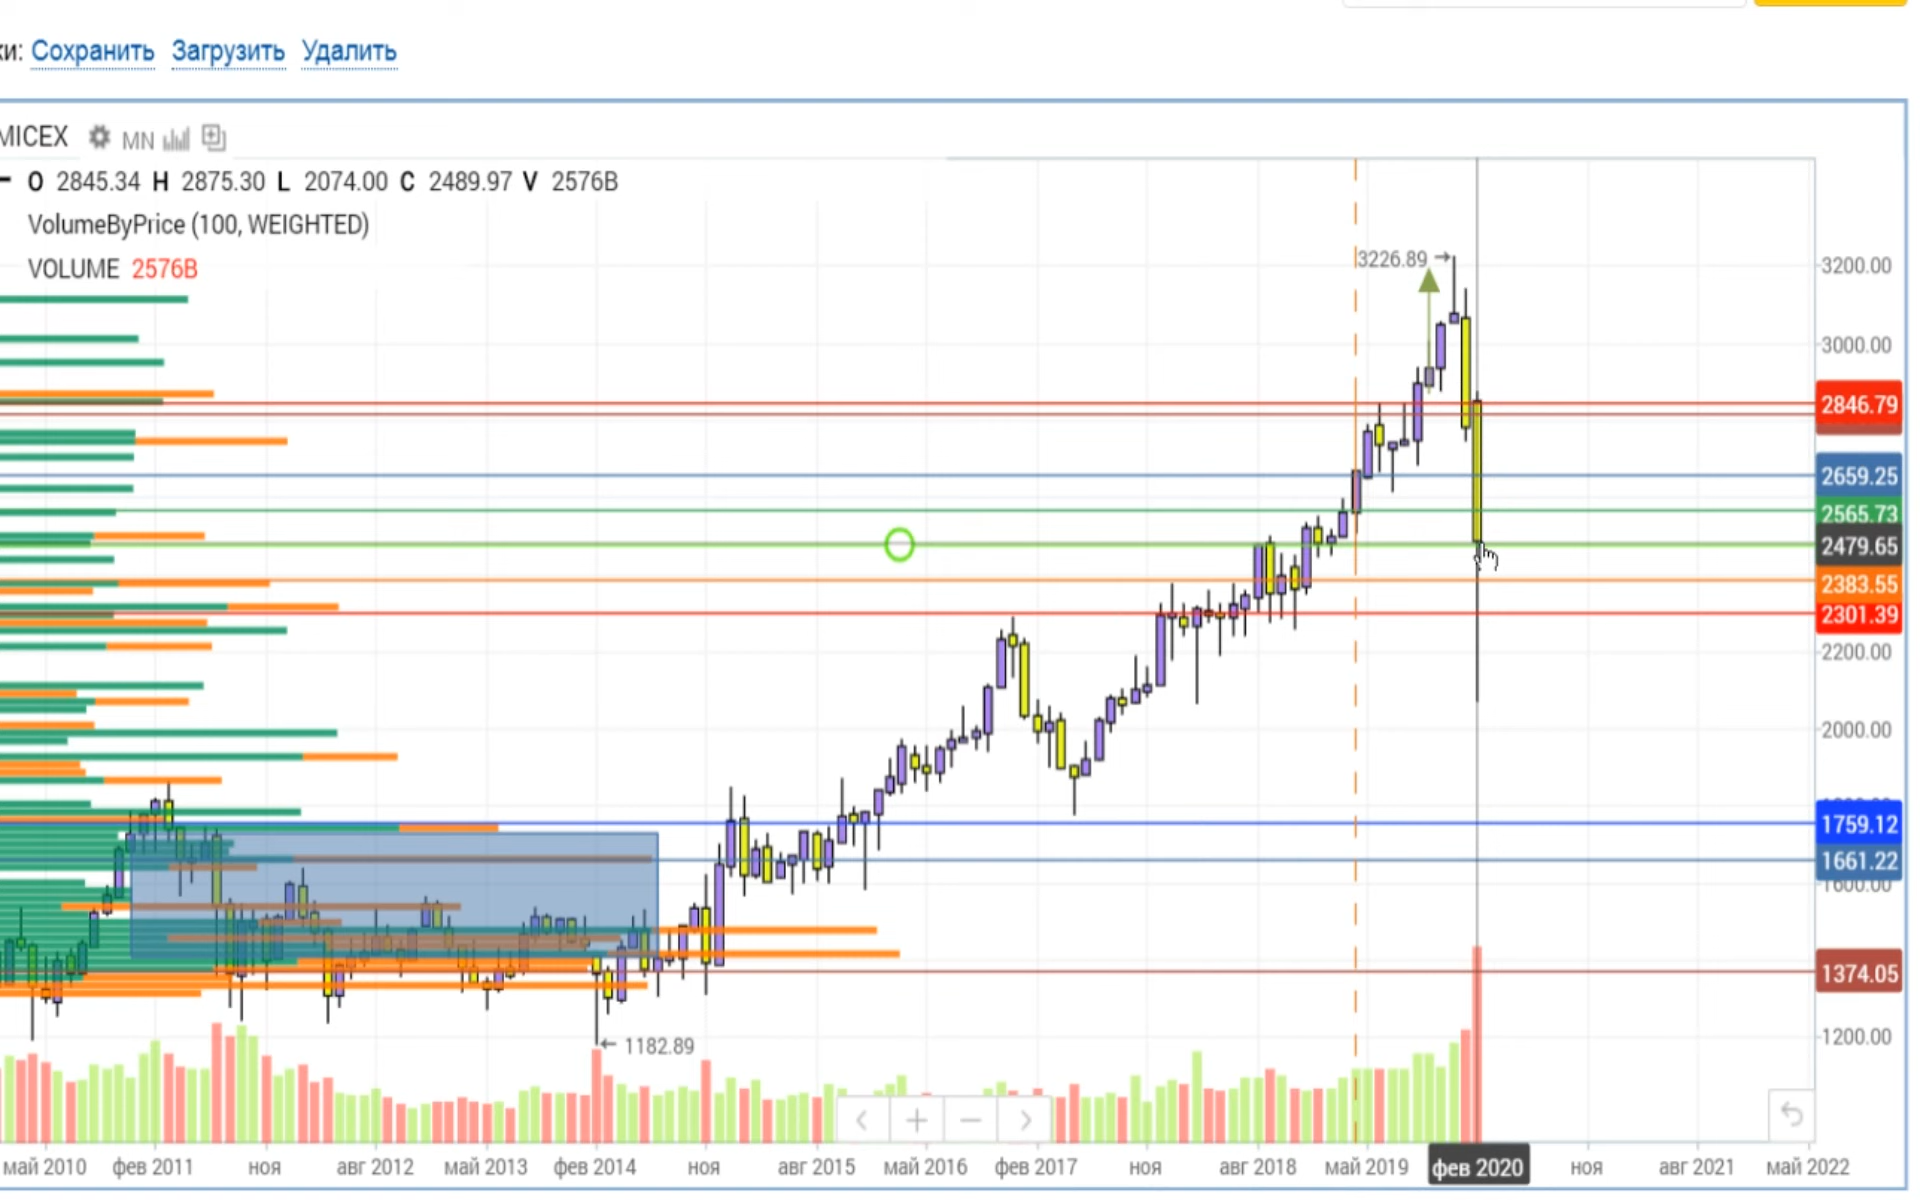 ки: Сохранить Загрузить Удалить
MICEX MN
O 2845.34 H 2875.30 L 2074.00 C 2489.97 V 2576B
VolumeByPrice (100, WEIGHTED)
VOLUME 2576B
3226.89
3200.00
3000.00
2846.79
2659.25
2565.73
2479.65
2383.55
2301.39
2200.00
2000.00
1759.12
1661.22
1600.00
1374.05
1182.89
1200.00
май 2010 фев 2011 ноя авг 2012 май 2013 фев 2014 ноя авг 2015 май 2016 фев 2017 ноя авг 2018 май 2019 фев 2020 ноя авг 2021 май 2022